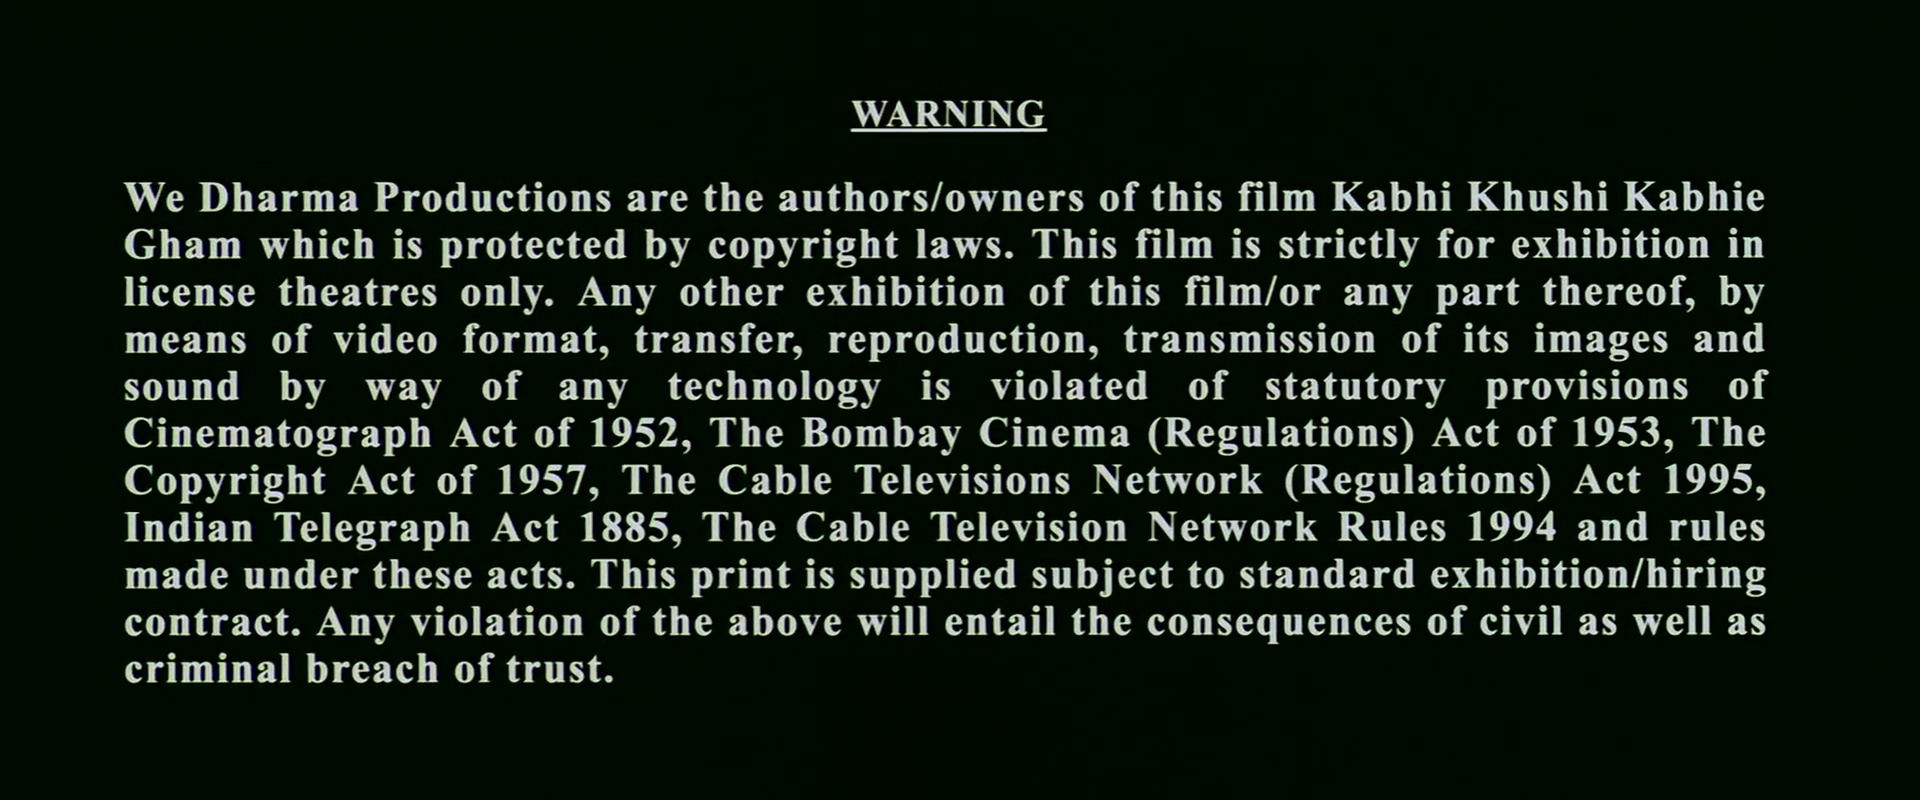 WARNING
We Dharma Productions are the authors/owners of this film Kabhi Khushi Kabhie
Gham which is protected by copyright laws. This film is strictly for exhibition in
license theatres only. Any other exhibition of this film/or any part thereof, by
means of video format, transfer, reproduction, transmission of its images and
sound by way of any technology is violated of statutory provisions of
Cinematograph Act of 1952, The Bombay Cinema (Regulations) Act of 1953, The
Copyright Act of 1957, The Cable Televisions Network (Regulations) Act 1995,
Indian Telegraph Act 1885, The Cable Television Network Rules 1994 and rules
made under these acts. This print is supplied subject to standard exhibition/hiring
contract. Any violation of the above will entail the consequences of civil as well as
criminal breach of trust.